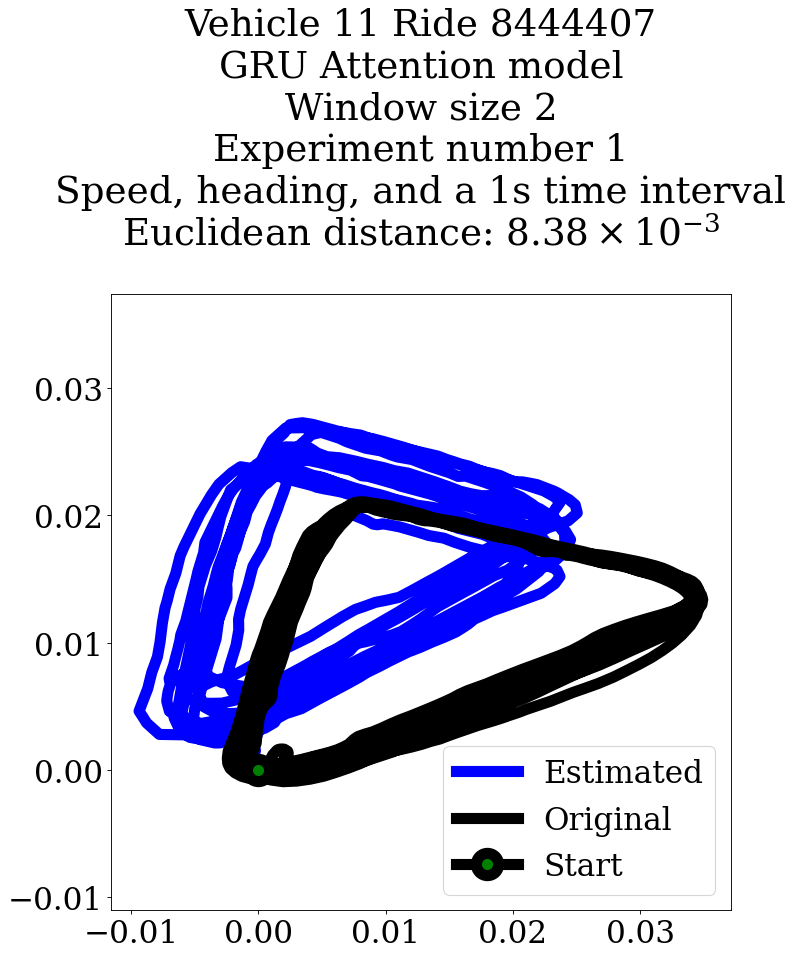 Vehicle 11 Ride 8444407
GRU Attention model
Window size 2
Experiment number 1
Speed, heading, and a 1s time interval
Euclidean distance: 8.38 × 10⁻³
0.03
0.02
0.01
0.00
−0.01
−0.01 0.00 0.01 0.02 0.03
Estimated
Original
Start